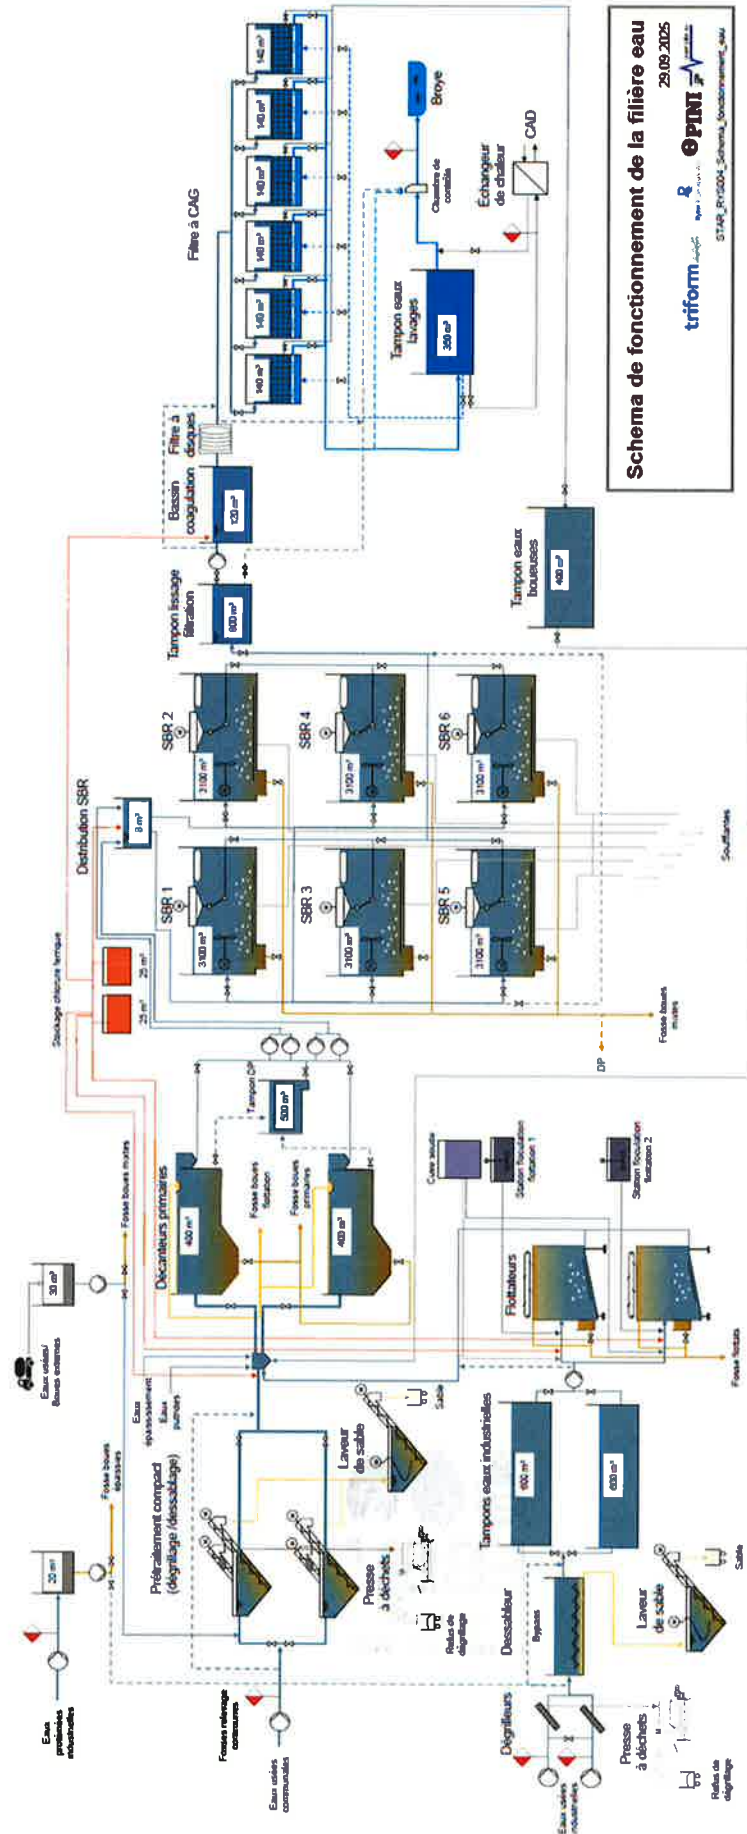 Eaux
protéinées
industrielles
20 m³
Fosse boues
épaissies
Eaux usées/
Boues externes
30 m³
Fosse boues mixtes
Fosses relevage
communes
Eaux usées
communales
Prétraitement compact
(dégrillage /dessablage)
Eaux
épaississement
Eaux
Laveur
de sable
Sable
Presse
à déchets
Refus de
dégrillage
Eaux usées
industrielles
Dégrilleurs
Presse
à déchets
Refus de
dégrillage
Dessableur
Bypass
Laveur
de sable
Sable
Tampons eaux industrielles
600 m³
Flottateurs
Fosse flottats
Cuve soude
Station floculation
flottation 1
Station floculation
flottation 2
Décanteurs primaires
400 m³
400 m³
Fosse boues
flottation
Fosse boues
primaires
Tampon DP
500 m³
Stockage chlorure ferrique
25 m³
25 m³
Distribution SBR
8 m³
SBR 1
3100 m³
SBR 2
3100 m³
SBR 3
3100 m³
SBR 4
3100 m³
SBR 5
3100 m³
SBR 6
3100 m³
DP
Fosse boues
mixtes
Soufflantes
Tampon lissage
filtration
600 m³
Bassin
coagulation
120 m³
Filtre à
disques
Filtre à CAG
140 m³
140 m³
140 m³
140 m³
140 m³
140 m³
Tampon eaux
lavages
350 m³
Chambre de
contrôle
Broye
Échangeur
de chaleur
CAD
Tampon eaux
boueuses
400 m³
Schema de fonctionnement de la filière eau
29.09.2025
triform
PINI
STAR_RYS004_Schema_fonctionnement_eau